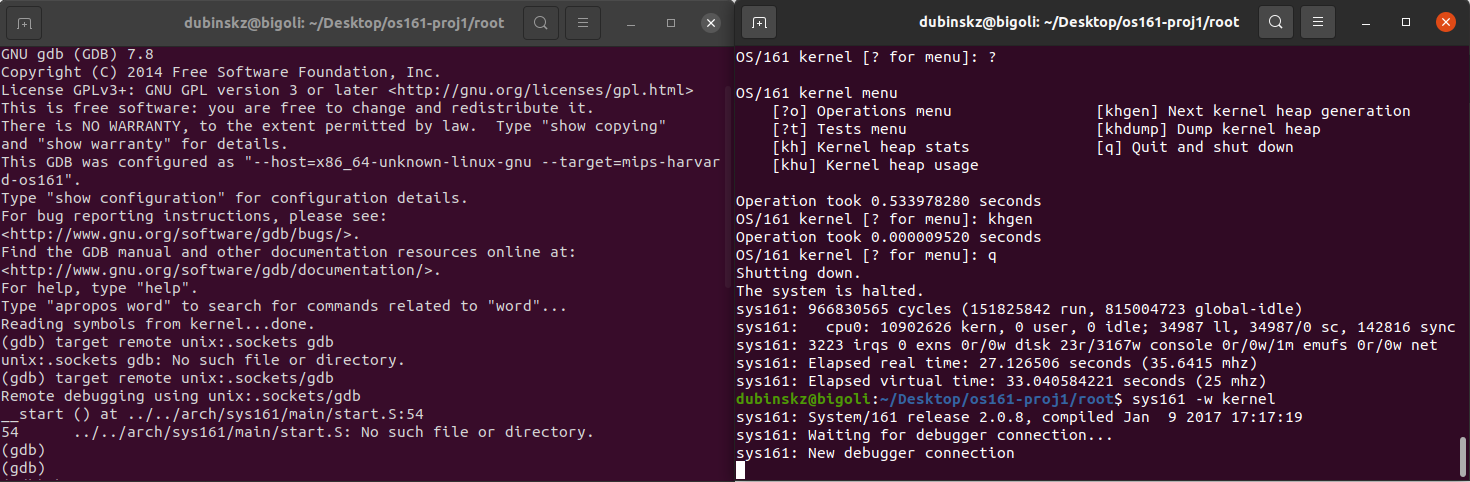 dubinskz@bigoli: ~/Desktop/os161-proj1/root
GNU gdb (GDB) 7.8
Copyright (C) 2014 Free Software Foundation, Inc.
License GPLv3+: GNU GPL version 3 or later <http://gnu.org/licenses/gpl.html>
This is free software: you are free to change and redistribute it.
There is NO WARRANTY, to the extent permitted by law.  Type "show copying"
and "show warranty" for details.
This GDB was configured as "--host=x86_64-unknown-linux-gnu --target=mips-harvar
d-os161".
Type "show configuration" for configuration details.
For bug reporting instructions, please see:
<http://www.gnu.org/software/gdb/bugs/>.
Find the GDB manual and other documentation resources online at:
<http://www.gnu.org/software/gdb/documentation/>.
For help, type "help".
Type "apropos word" to search for commands related to "word"...
Reading symbols from kernel...done.
(gdb) target remote unix:.sockets gdb
unix:.sockets gdb: No such file or directory.
(gdb) target remote unix:.sockets/gdb
Remote debugging using unix:.sockets/gdb
__start () at ../../arch/sys161/main/start.S:54
54      ../../arch/sys161/main/start.S: No such file or directory.
(gdb)
(gdb)
dubinskz@bigoli: ~/Desktop/os161-proj1/root
OS/161 kernel [? for menu]: ?
OS/161 kernel menu
[?o] Operations menu                [khgen] Next kernel heap generation
[?t] Tests menu                     [khdump] Dump kernel heap
[kh] Kernel heap stats              [q] Quit and shut down
[khu] Kernel heap usage
Operation took 0.533978280 seconds
OS/161 kernel [? for menu]: khgen
Operation took 0.000009520 seconds
OS/161 kernel [? for menu]: q
Shutting down.
The system is halted.
sys161: 966830565 cycles (151825842 run, 815004723 global-idle)
sys161:   cpu0: 10902626 kern, 0 user, 0 idle; 34987 ll, 34987/0 sc, 142816 sync
sys161: 3223 irqs 0 exns 0r/0w disk 23r/3167w console 0r/0w/1m emufs 0r/0w net
sys161: Elapsed real time: 27.126506 seconds (35.6415 mhz)
sys161: Elapsed virtual time: 33.040584221 seconds (25 mhz)
dubinskz@bigoli:~/Desktop/os161-proj1/root$ sys161 -w kernel
sys161: System/161 release 2.0.8, compiled Jan  9 2017 17:17:19
sys161: Waiting for debugger connection...
sys161: New debugger connection